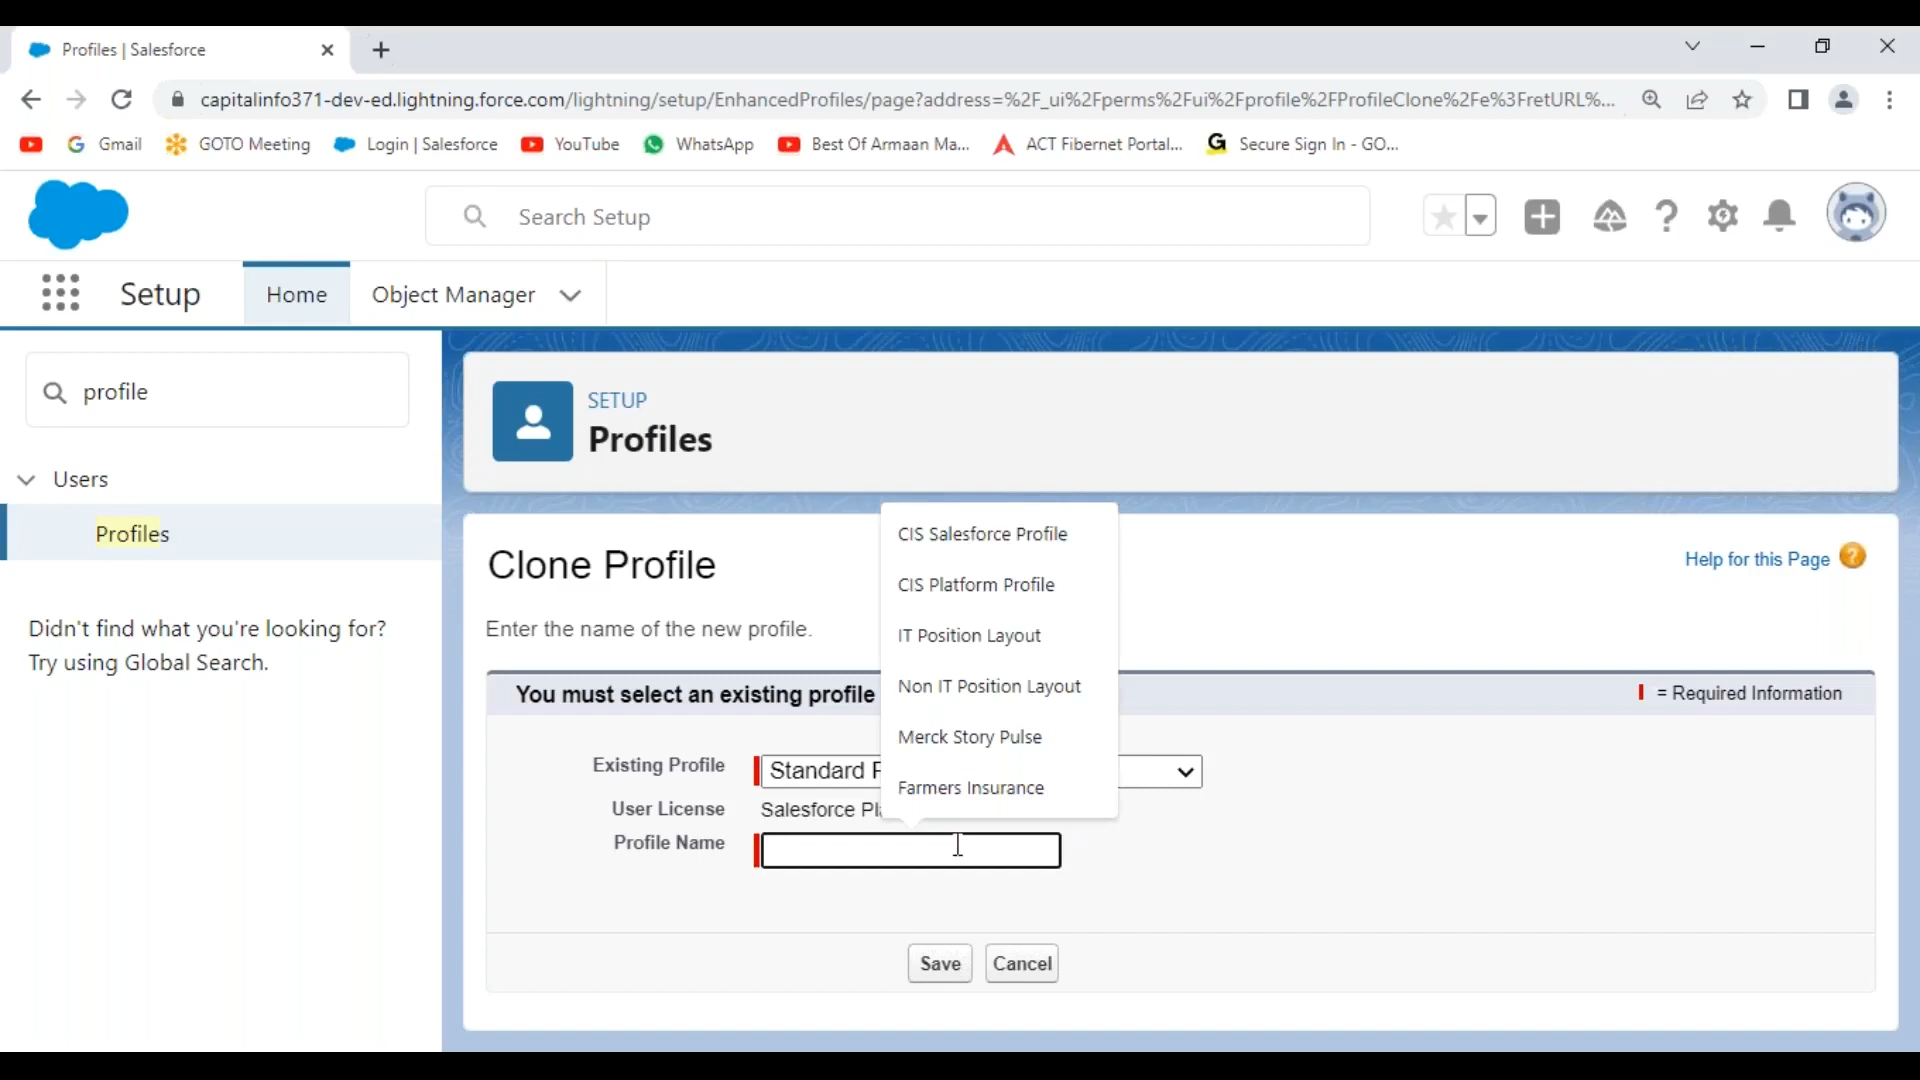 Profiles | Salesforce
capitalinfo371-dev-ed.lightning.force.com/lightning/setup/EnhancedProfiles/page?address=%2F_ui%2Fperms%2Fui%2Fprofile%2FProfileClone%2Fe%3FretURL%...
Gmail GOTO Meeting Login | Salesforce YouTube WhatsApp Best Of Armaan Ma... ACT Fibernet Portal... Secure Sign In - GO...
Search Setup
Setup Home Object Manager
profile
Users
Profiles
Didn't find what you're looking for?
Try using Global Search.
SETUP
Profiles
Clone Profile
Help for this Page
Enter the name of the new profile.
You must select an existing profile
= Required Information
Existing Profile Standard
User License Salesforce
Profile Name
CIS Salesforce Profile
CIS Platform Profile
IT Position Layout
Non IT Position Layout
Merck Story Pulse
Farmers Insurance
Save Cancel